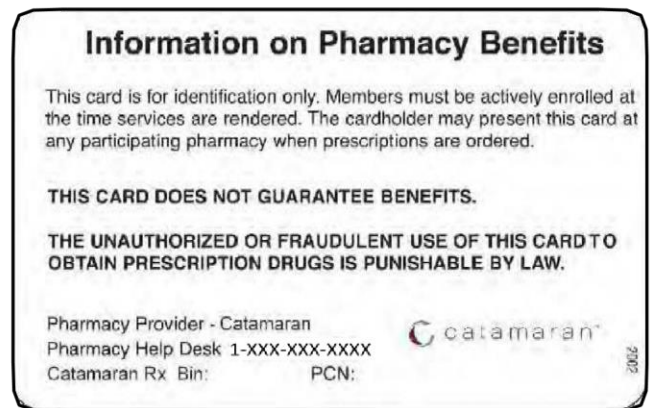 Information on Pharmacy Benefits
This card is for identification only. Members must be actively enrolled at
the time services are rendered. The cardholder may present this card at
any participating pharmacy when prescriptions are ordered.
THIS CARD DOES NOT GUARANTEE BENEFITS.
THE UNAUTHORIZED OR FRAUDULENT USE OF THIS CARD TO
OBTAIN PRESCRIPTION DRUGS IS PUNISHABLE BY LAW.
Pharmacy Provider - Catamaran
Pharmacy Help Desk 1-XXX-XXX-XXXX
Catamaran Rx Bin: PCN:
catamaran
2002